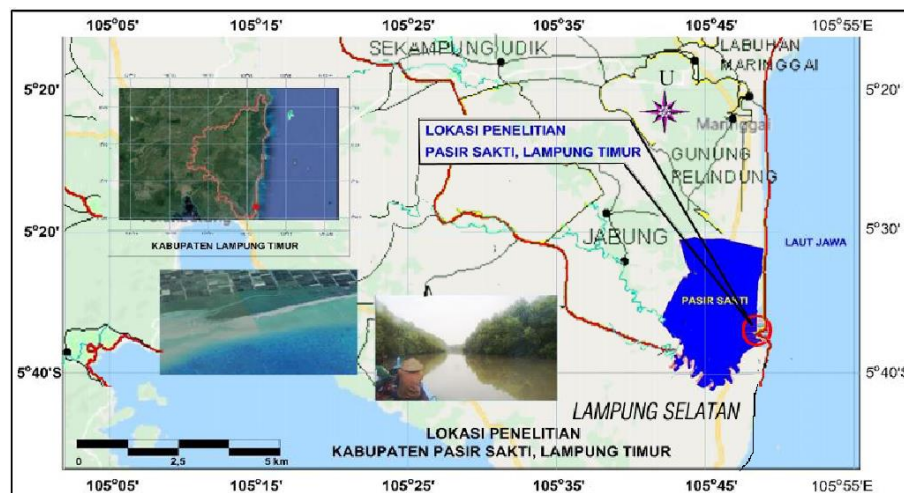 105°05' 105°15' 105°25' 105°35' 105°45' 105°55'E
SEKAMPUNG UDIK
LABUHAN
MARINGGAI
5°20' 5°20'
U
Maringgai
LOKASI PENELITIAN
PASIR SAKTI, LAMPUNG TIMUR
GUNUNG
PELINDUNG
5°20' 5°30'
KABUPATEN LAMPUNG TIMUR
JABUNG
LAUT JAWA
PASIR SAKTI
5°40'S 5°40'S
LAMPUNG SELATAN
LOKASI PENELITIAN
KABUPATEN PASIR SAKTI, LAMPUNG TIMUR
0 2,5 5 km
105°05' 105°15' 105°25' 105°35' 105°45' 105°55'E